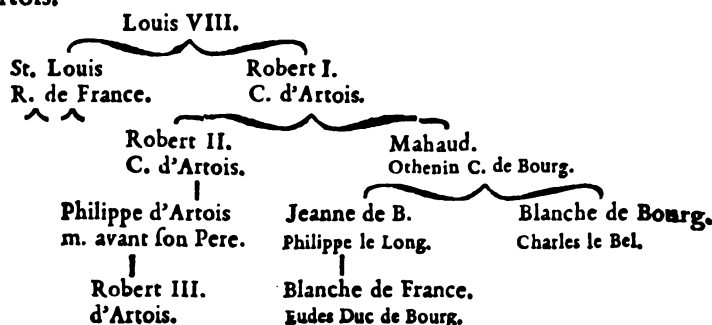 Louis VIII.
St. Louis Robert I.
R. de France. C. d'Artois.
Robert II. Mahaud.
C. d'Artois. Othenin C. de Bourg.
Philippe d'Artois Jeanne de B. Blanche de Bourg.
m. avant ſon Pere. Philippe le Long. Charles le Bel.
Robert III. Blanche de France.
d'Artois. Eudes Duc de Bourg.